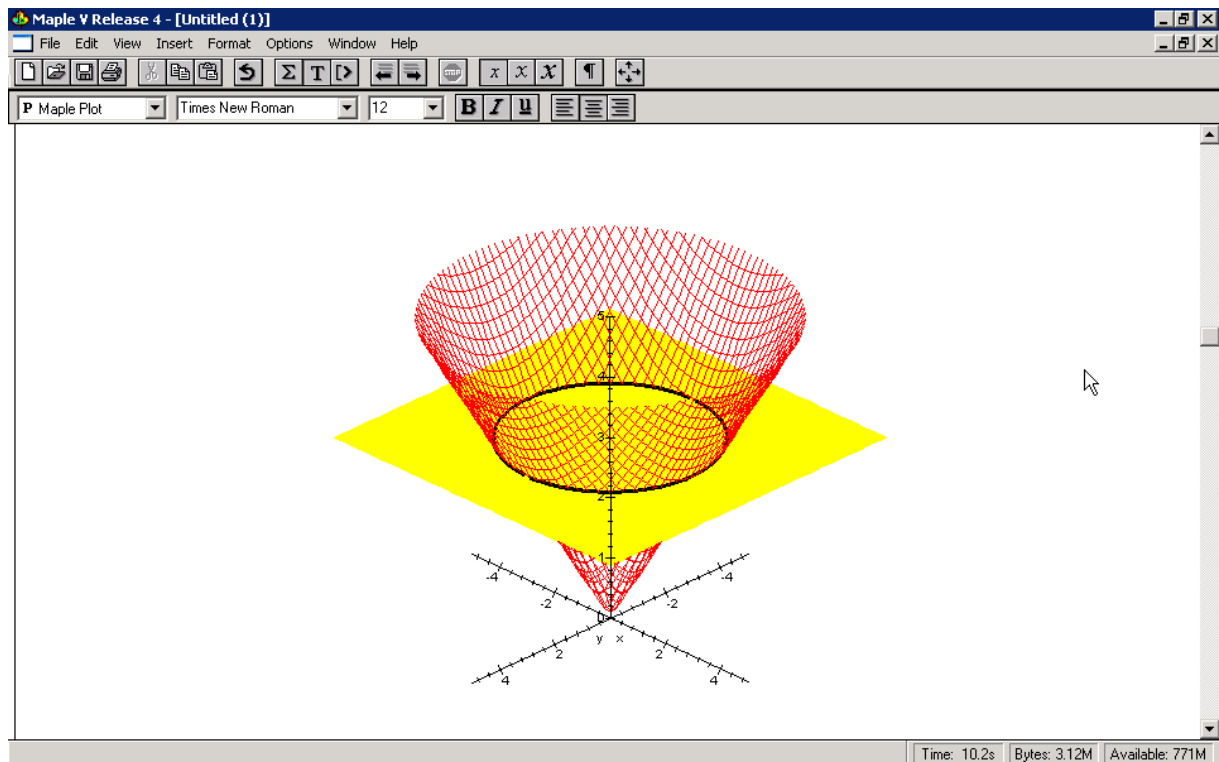 Maple V Release 4 - [Untitled (1)]
File Edit View Insert Format Options Window Help
Σ T [> STOP x x x ¶
P Maple Plot Times New Roman 12 B I u
5
4
3
2
1
-4 -4
-2 -2
0
y x
2 2
4 4
Time: 10.2s Bytes: 3.12M Available: 771M